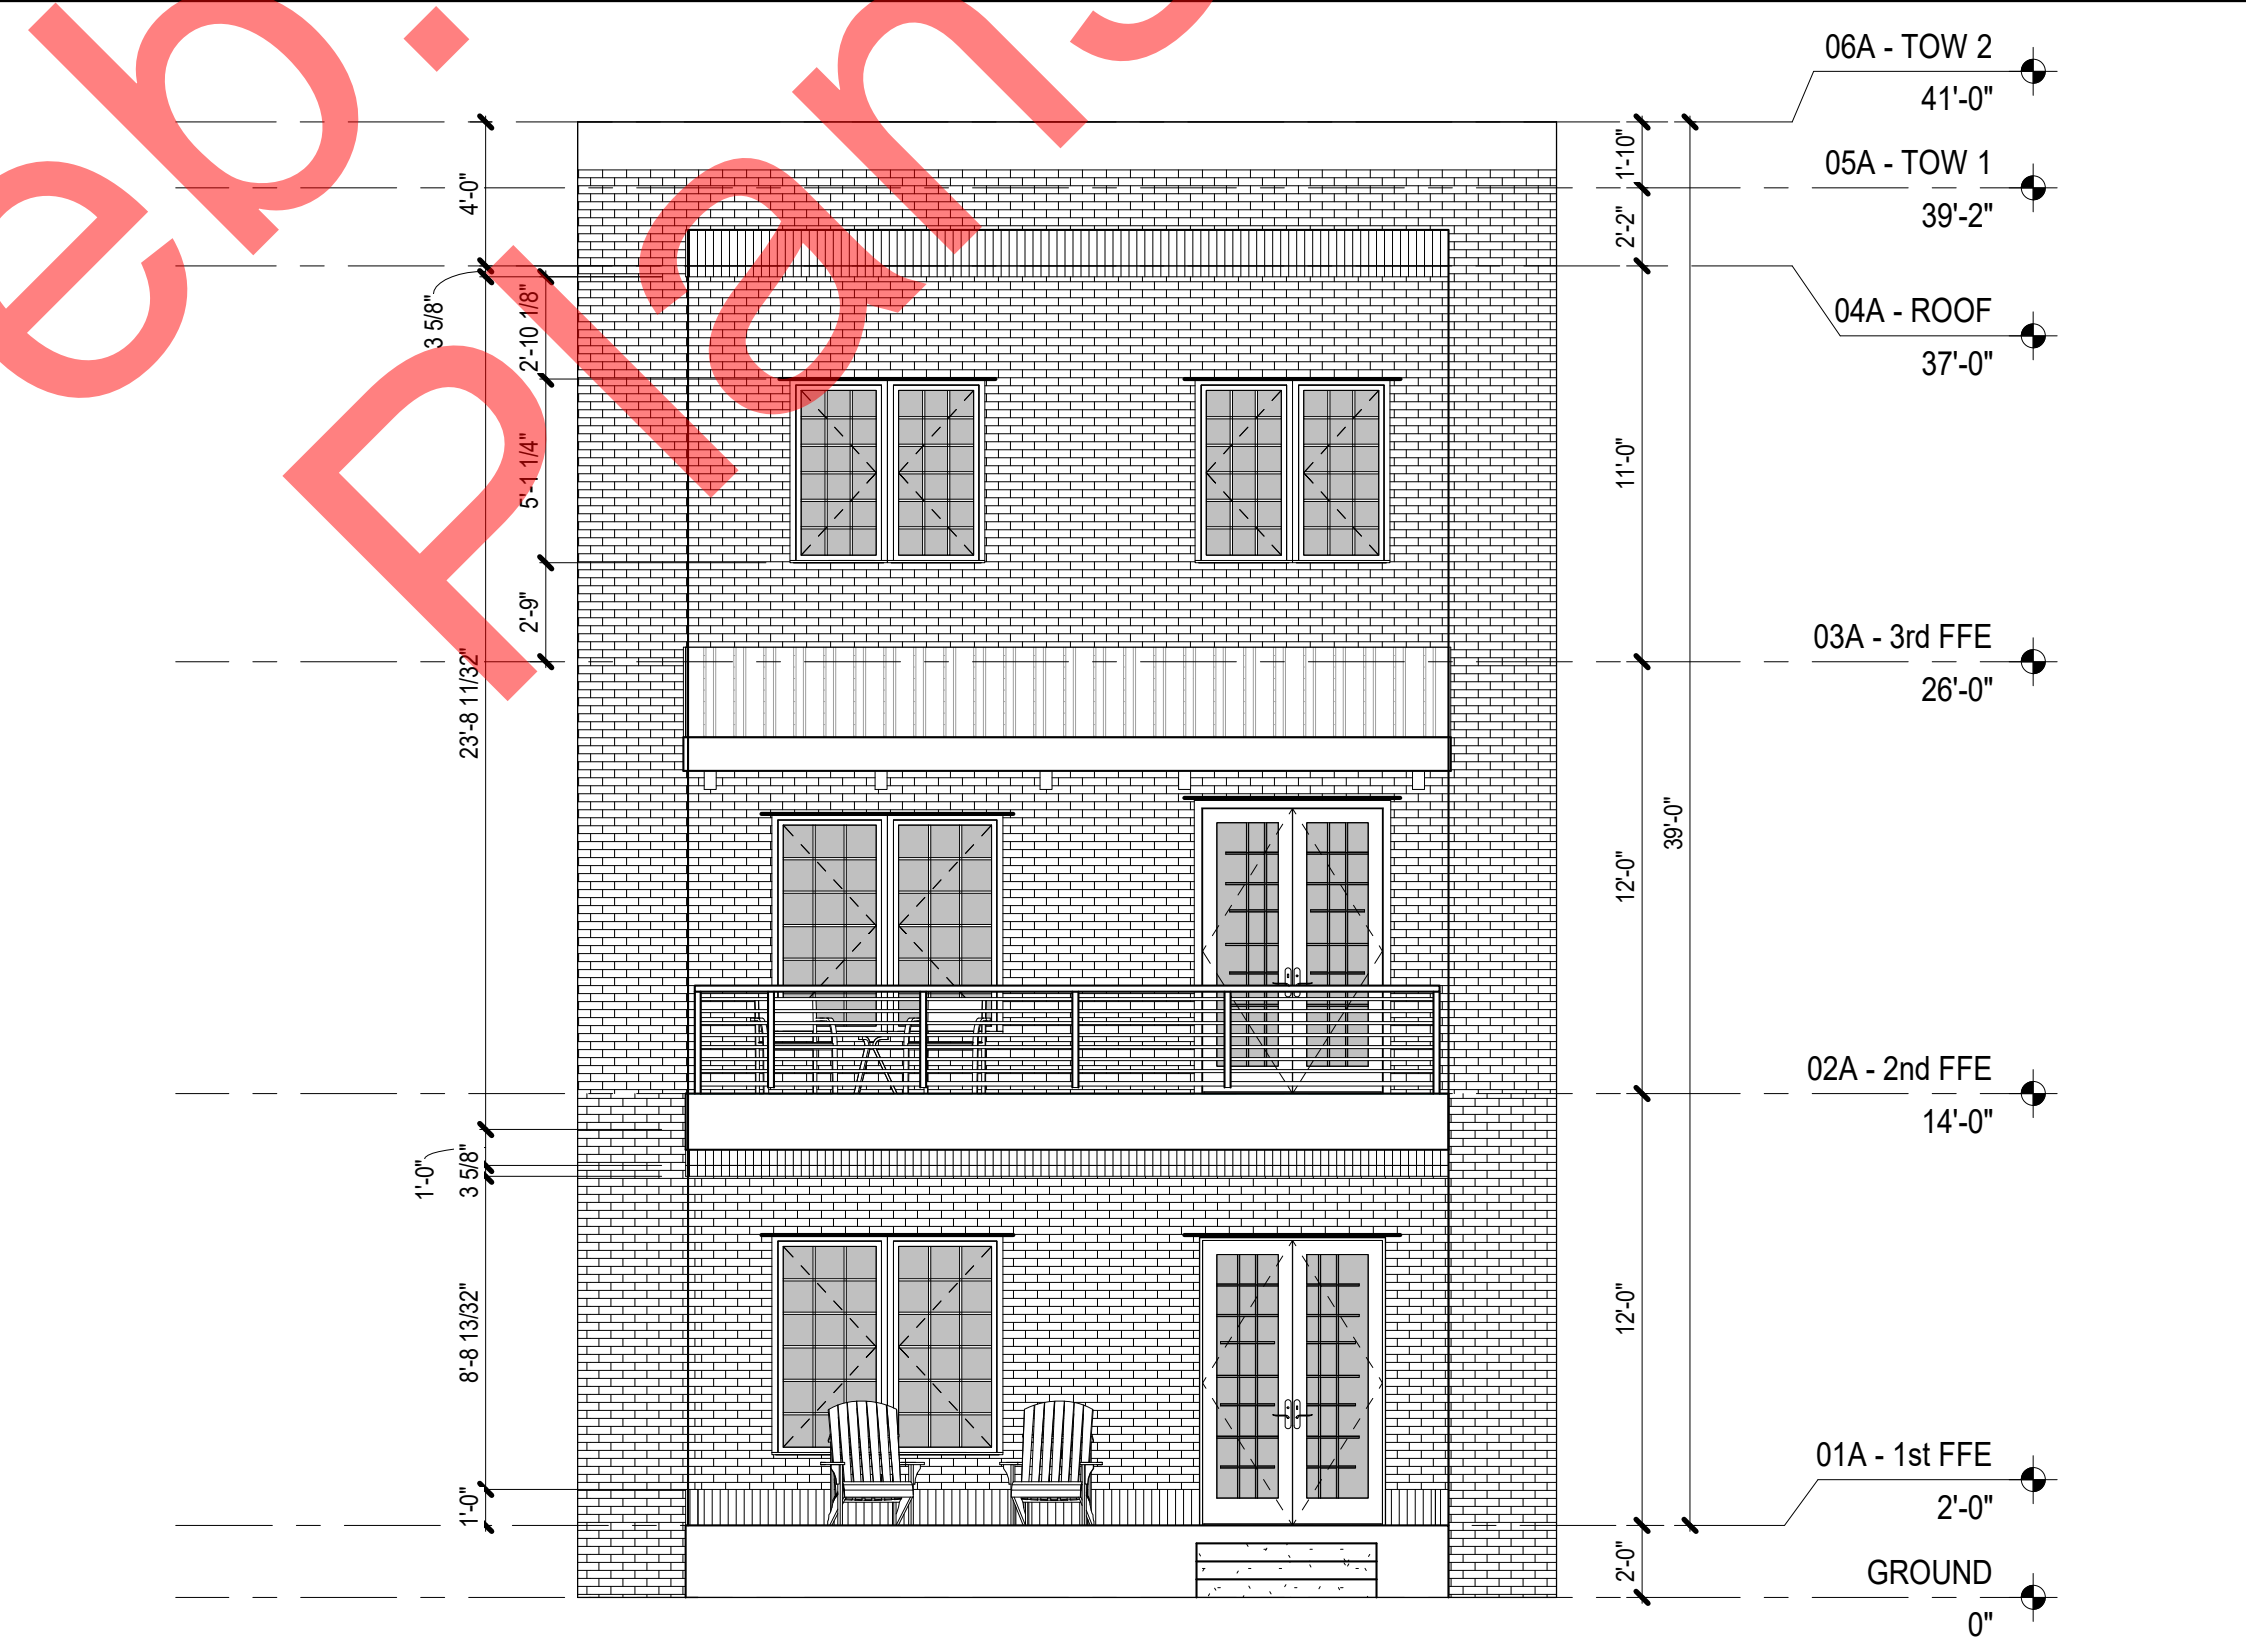 eb.
Plans
06A - TOW 2
41'-0"
05A - TOW 1
39'-2"
04A - ROOF
37'-0"
03A - 3rd FFE
26'-0"
02A - 2nd FFE
14'-0"
01A - 1st FFE
2'-0"
GROUND
0"
4'-0"
3 5/8"
2'-10 1/8"
5'-1 1/4"
2'-9"
23'-8 11/32"
1'-0"
3 5/8"
8'-8 13/32"
1'-0"
1'-10"
2'-2"
11'-0"
12'-0"
39'-0"
12'-0"
2'-0"